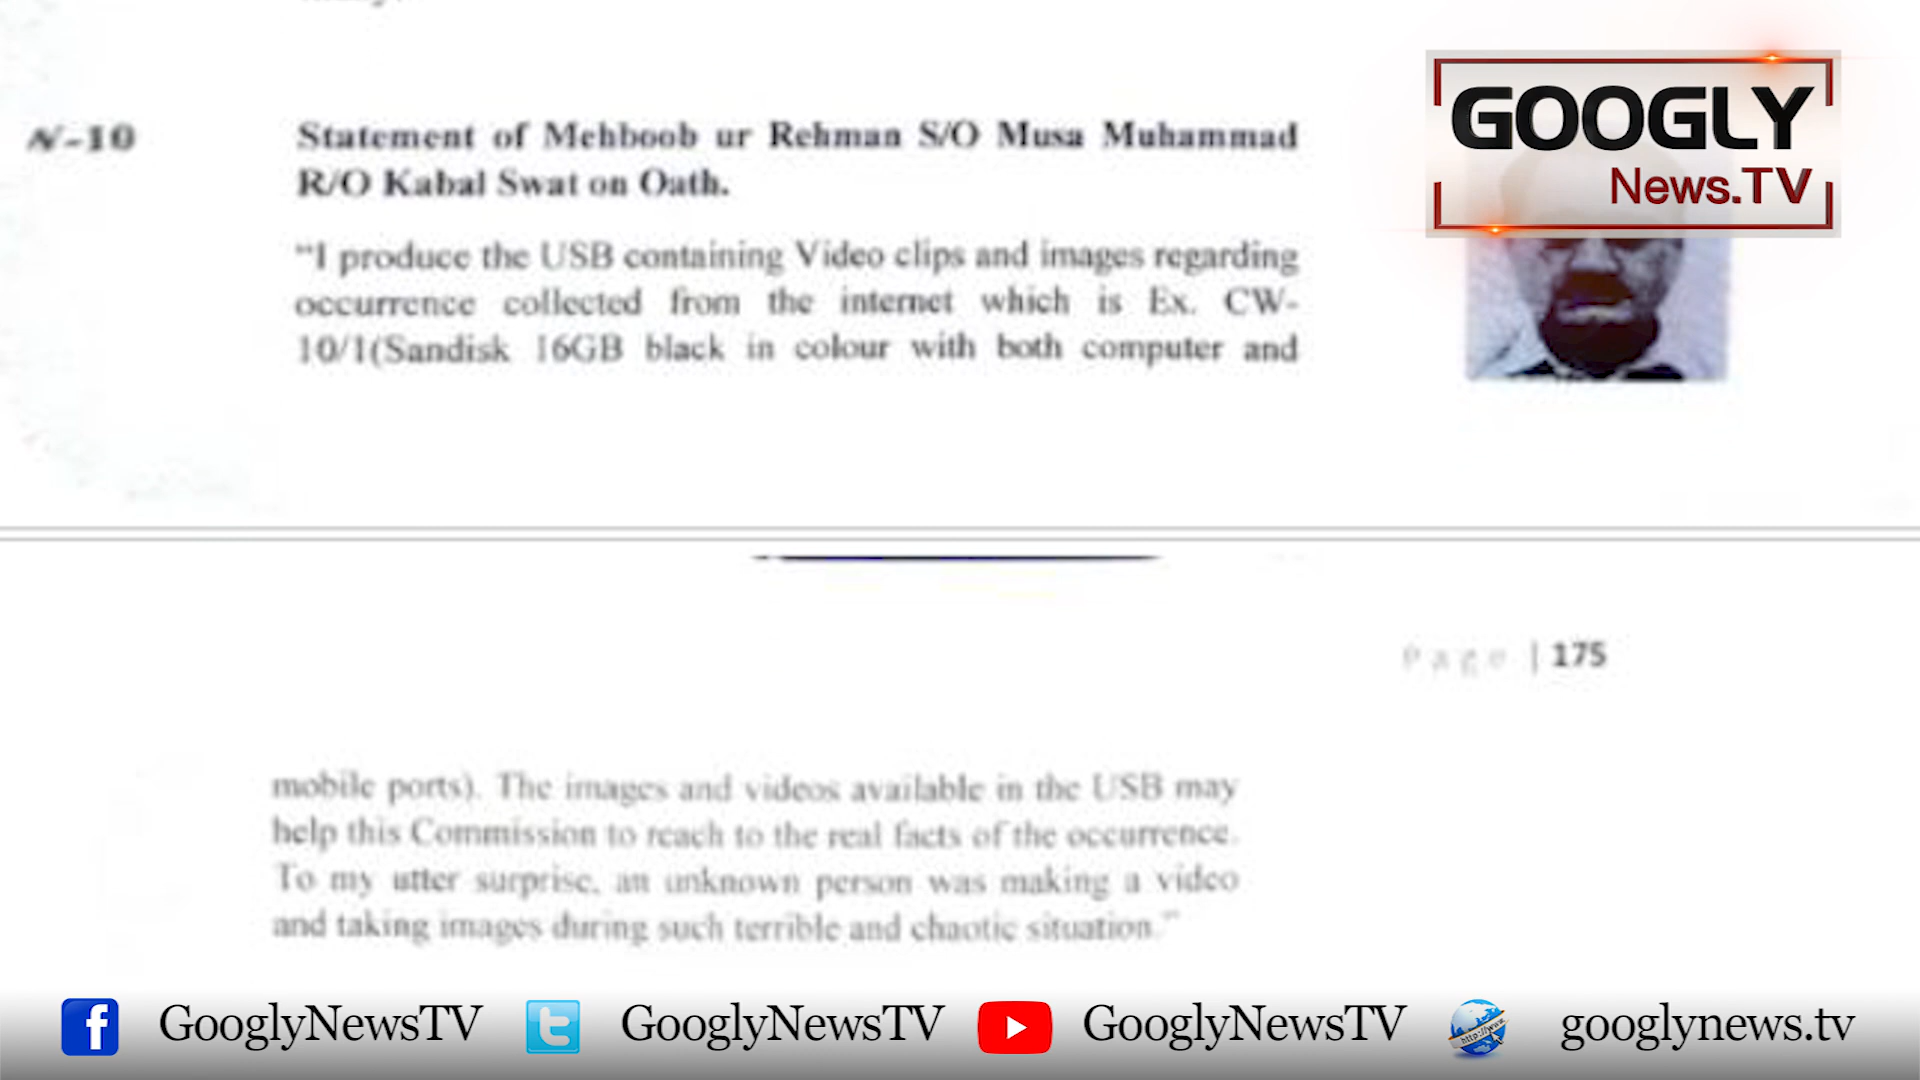 N-10
Statement of Mehboob ur Rehman S/O Musa Muhammad
R/O Kabal Swat on Oath.
"I produce the USB containing Video clips and images regarding
occurrence collected from the internet which is Ex. CW-
10/1(Sandisk 16GB black in colour with both computer and
GOOGLY
News.TV
Page | 175
mobile ports). The images and videos available in the USB may
help this Commission to reach to the real facts of the occurrence.
To my utter surprise, an unknown person was making a video
and taking images during such terrible and chaotic situation."
GooglyNewsTV
GooglyNewsTV
GooglyNewsTV
http://www.
googlynews.tv